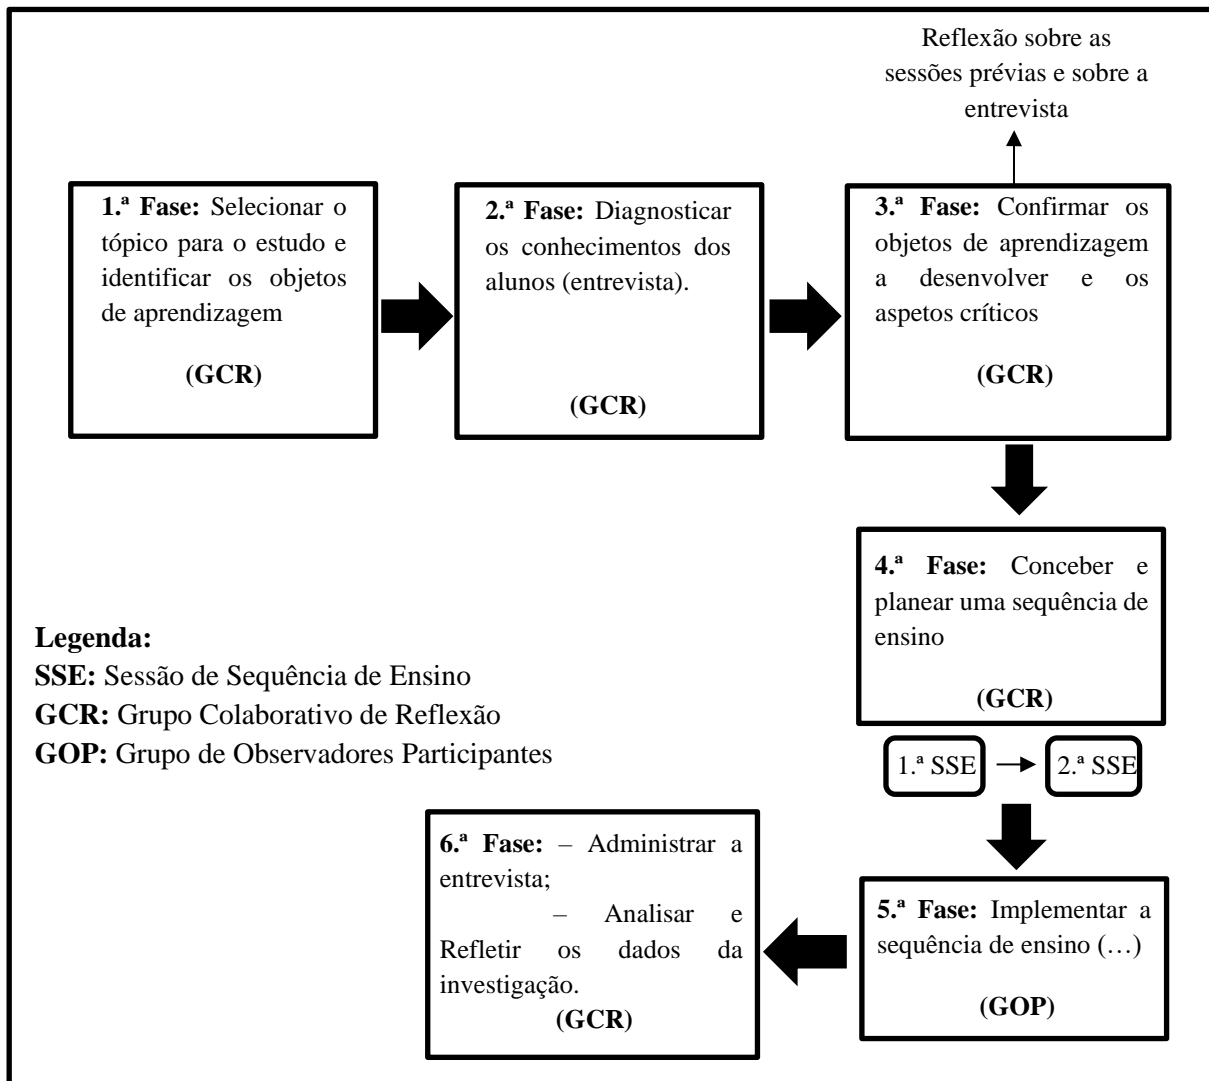 Reflexão sobre as
sessões prévias e sobre a
entrevista
1.ª Fase: Selecionar o
tópico para o estudo e
identificar os objetos
de aprendizagem
(GCR)
2.ª Fase: Diagnosticar
os conhecimentos dos
alunos (entrevista).
(GCR)
3.ª Fase: Confirmar os
objetos de aprendizagem
a desenvolver e os
aspetos críticos
(GCR)
4.ª Fase: Conceber e
planear uma sequência de
ensino
(GCR)
Legenda:
SSE: Sessão de Sequência de Ensino
GCR: Grupo Colaborativo de Reflexão
GOP: Grupo de Observadores Participantes
1.ª SSE
2.ª SSE
5.ª Fase: Implementar a
sequência de ensino (…)
(GOP)
6.ª Fase: – Administrar a
entrevista;
– Analisar e
Refletir os dados da
investigação.
(GCR)